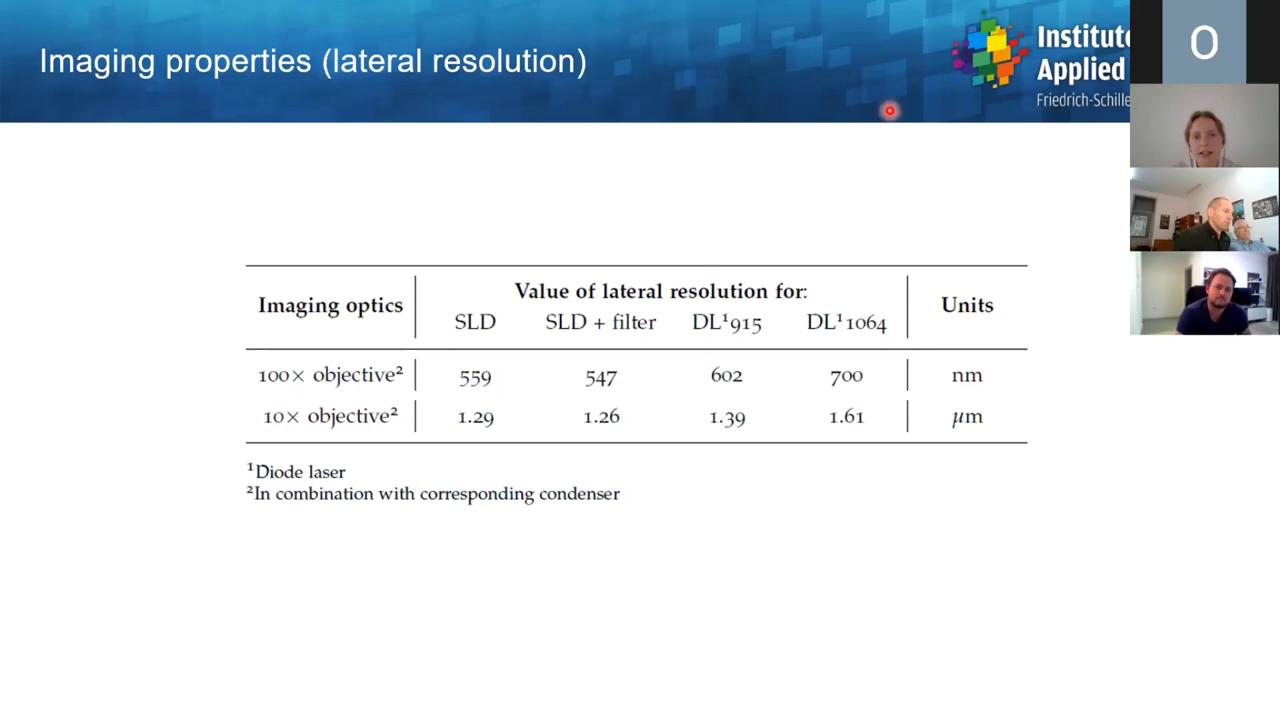 Imaging properties (lateral resolution)
Institute
Applied
Friedrich-Schille
O
Imaging optics Value of lateral resolution for: Units
SLD SLD + filter DL¹915 DL¹1064
100× objective² 559 547 602 700 nm
10× objective² 1.29 1.26 1.39 1.61 µm
¹Diode laser
²In combination with corresponding condenser